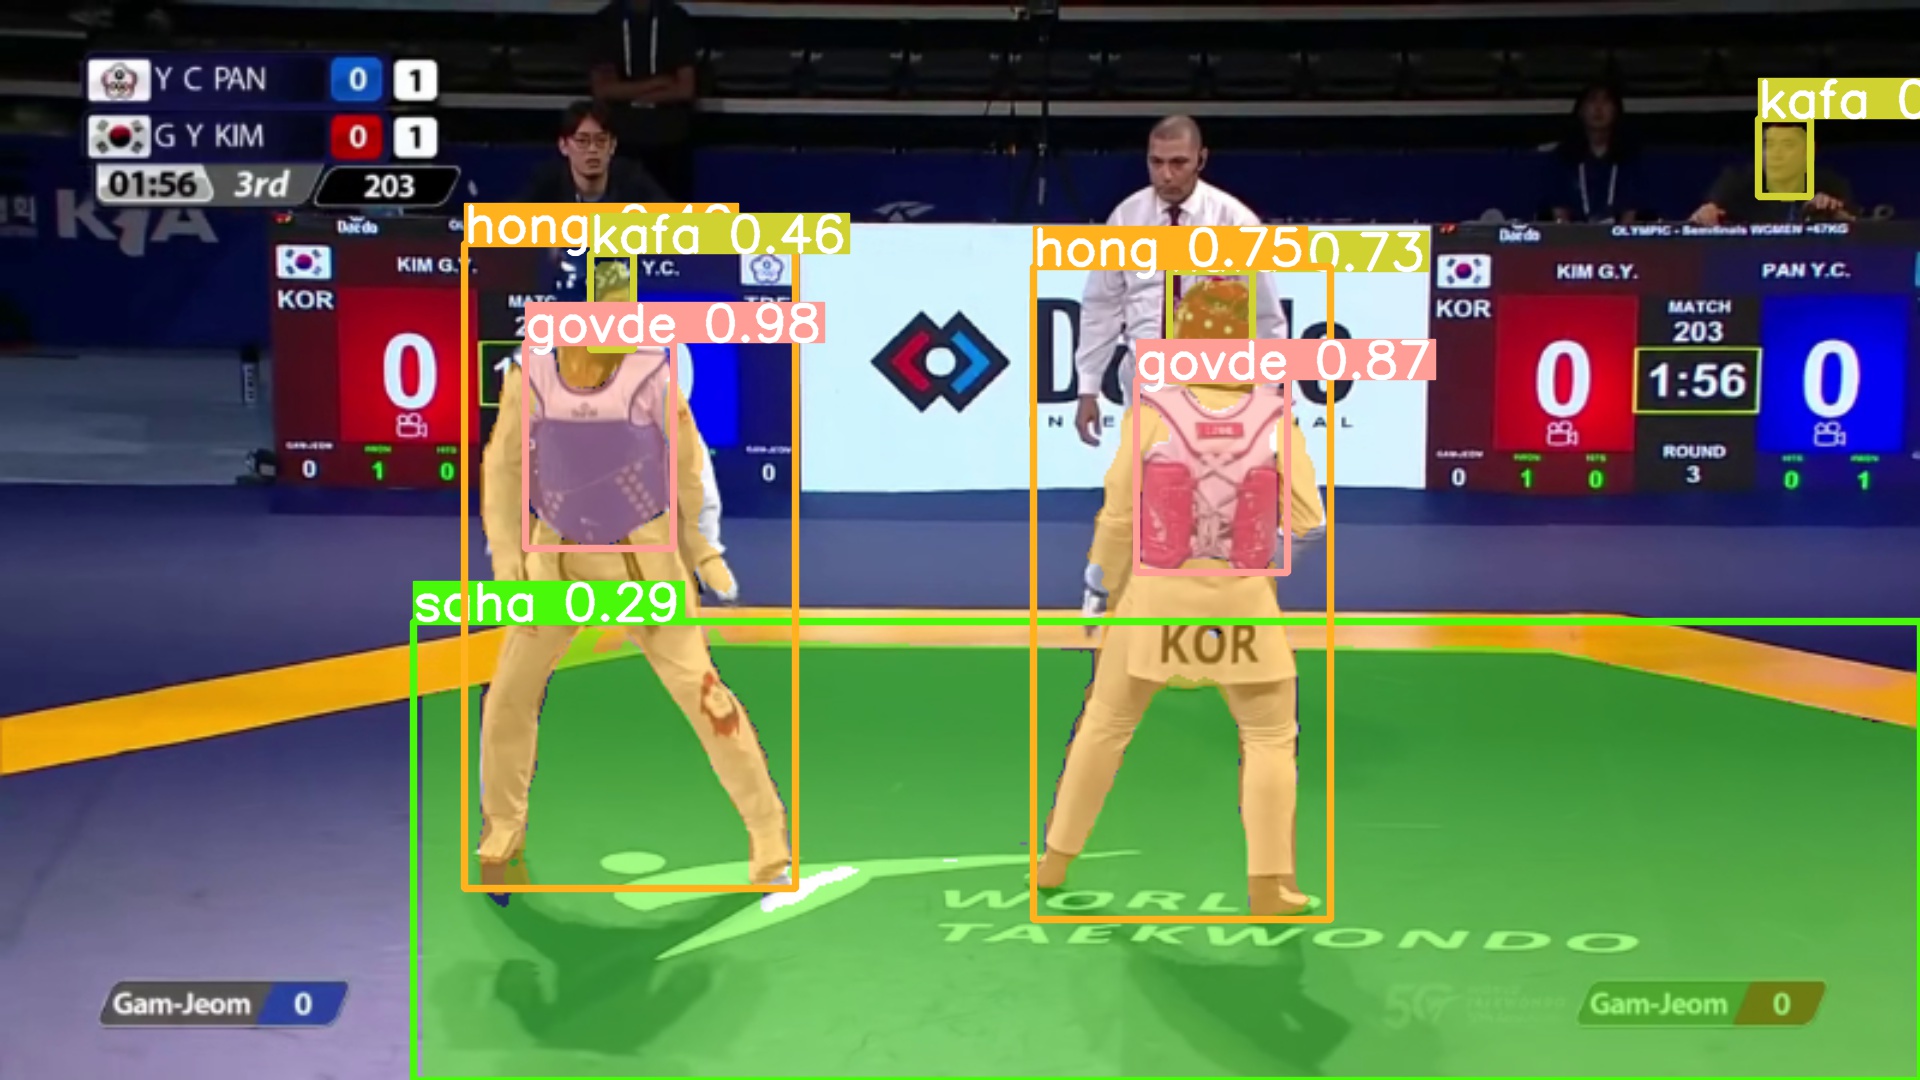 Y C PAN 0 1
G Y KIM 0 1
01:56 3rd 203
kafa
hong
kafa 0.46
hong 0.75
0.73
govde 0.98
govde 0.87
saha 0.29
Daedo
KIM G.Y.
Y.C.
KOR
0
0 1 0
0
Daedo
OLYMPIC - Semifinals WOMEN -67KG
KIM G.Y. PAN Y.C.
KOR
MATCH
203
0 1:56 0
ROUND
3
0 1 0 0 1
KOR
WORLD
TAEKWONDO
Gam-Jeom 0
Gam-Jeom 0